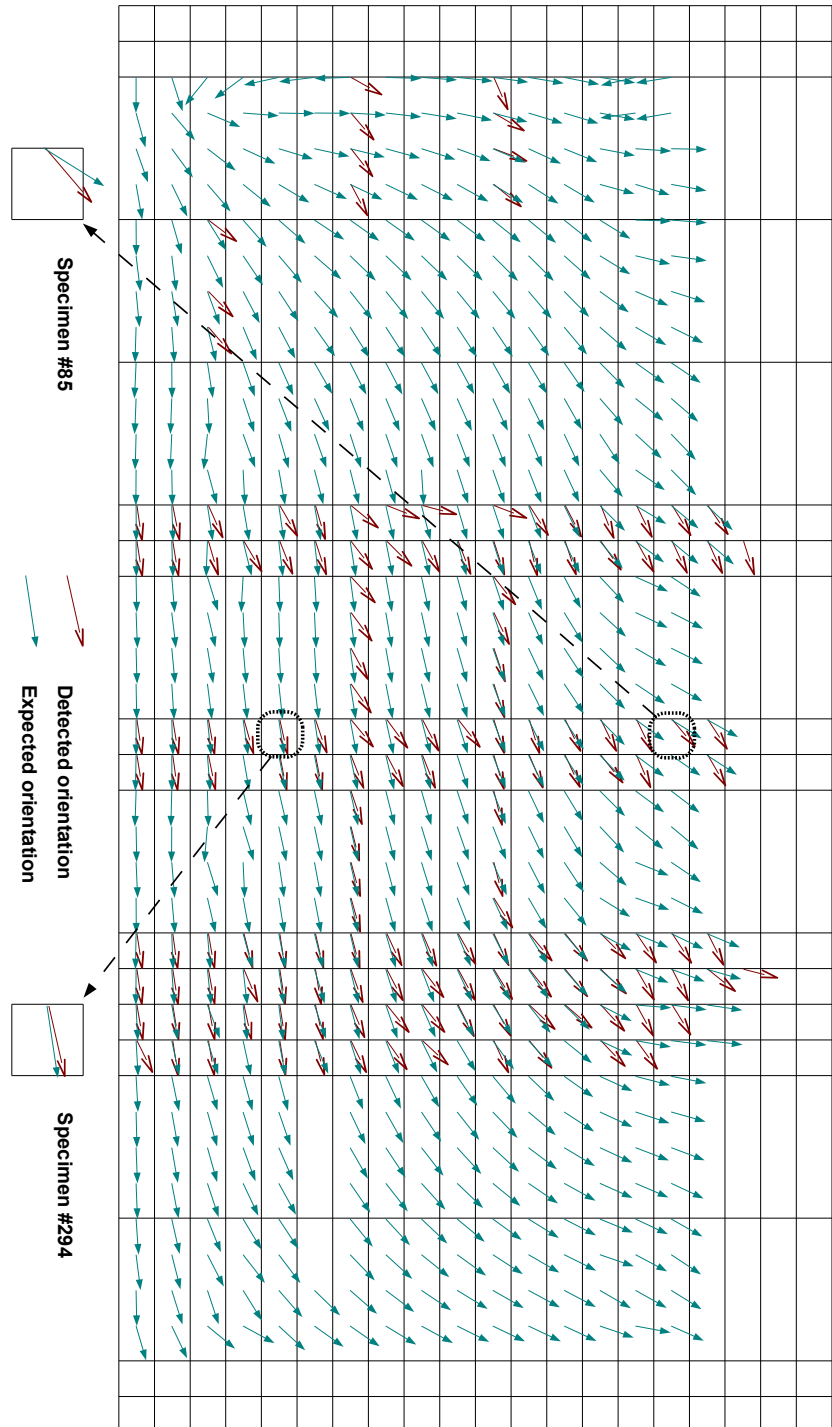 Specimen #85
Detected orientation
Expected orientation
Specimen #294